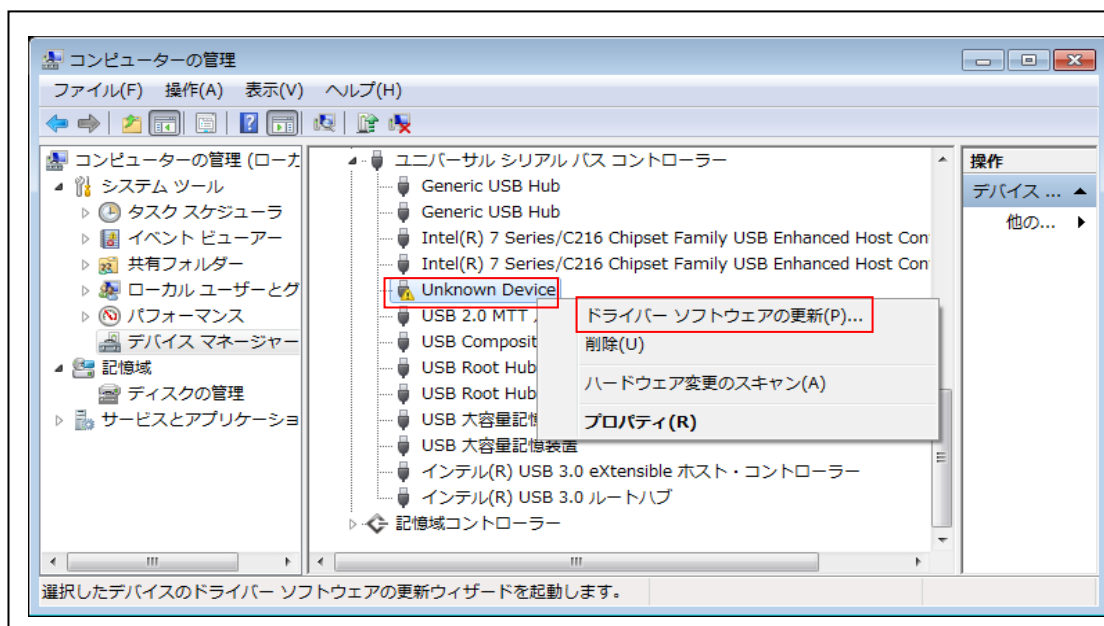 コンピューターの管理
ファイル(F) 操作(A) 表示(V) ヘルプ(H)
コンピューターの管理 (ローカ
システム ツール
タスク スケジューラ
イベント ビューアー
共有フォルダー
ローカル ユーザーとグ
パフォーマンス
デバイス マネージャー
記憶域
ディスクの管理
サービスとアプリケーショ
ユニバーサル シリアル バス コントローラー
Generic USB Hub
Generic USB Hub
Intel(R) 7 Series/C216 Chipset Family USB Enhanced Host Con
Intel(R) 7 Series/C216 Chipset Family USB Enhanced Host Con
Unknown Device
USB 2.0 MTT
USB Composit
USB Root Hub
USB Root Hub
USB 大容量記憶
USB 大容量記憶装置
インテル(R) USB 3.0 eXtensible ホスト・コントローラー
インテル(R) USB 3.0 ルートハブ
記憶域コントローラー
ドライバー ソフトウェアの更新(P)...
削除(U)
ハードウェア変更のスキャン(A)
プロパティ(R)
操作
デバイス ...
他の...
選択したデバイスのドライバー ソフトウェアの更新ウィザードを起動します。